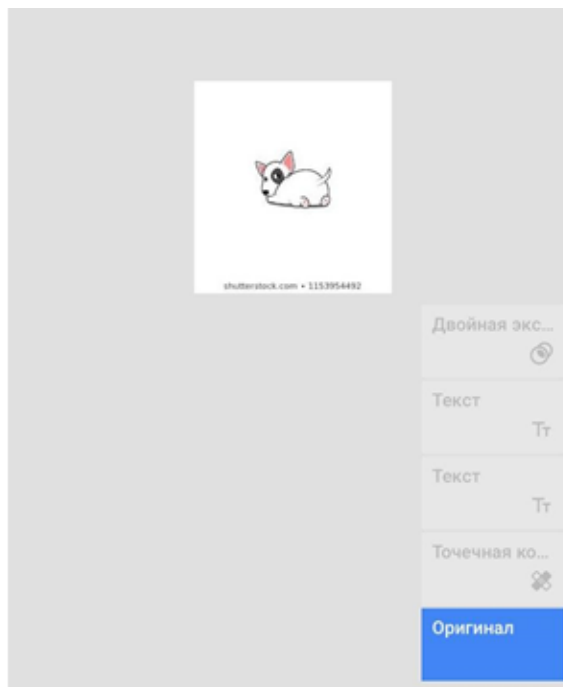 shutterstock.com • 1153954492
Двойная экс...
Текст
Тт
Текст
Тт
Точечная ко...
Оригинал